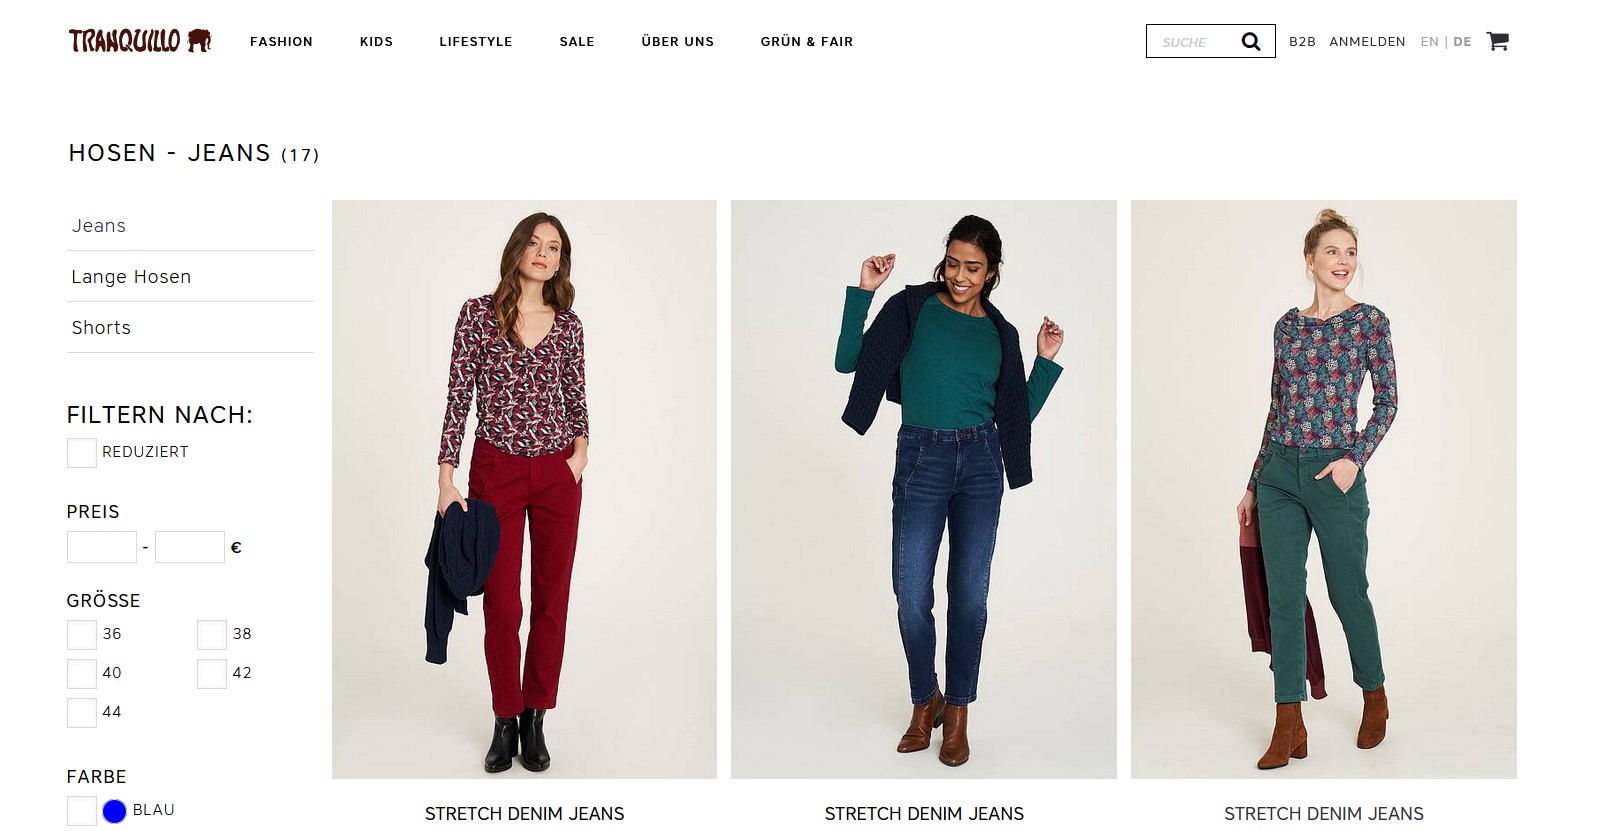 TRANQUILLO
FASHION
KIDS
LIFESTYLE
SALE
ÜBER UNS
GRÜN & FAIR
SUCHE
B2B
ANMELDEN
EN | DE
HOSEN - JEANS (17)
Jeans
Lange Hosen
Shorts
FILTERN NACH:
REDUZIERT
PREIS
- €
GRÖSSE
36
38
40
42
44
FARBE
BLAU
STRETCH DENIM JEANS
STRETCH DENIM JEANS
STRETCH DENIM JEANS